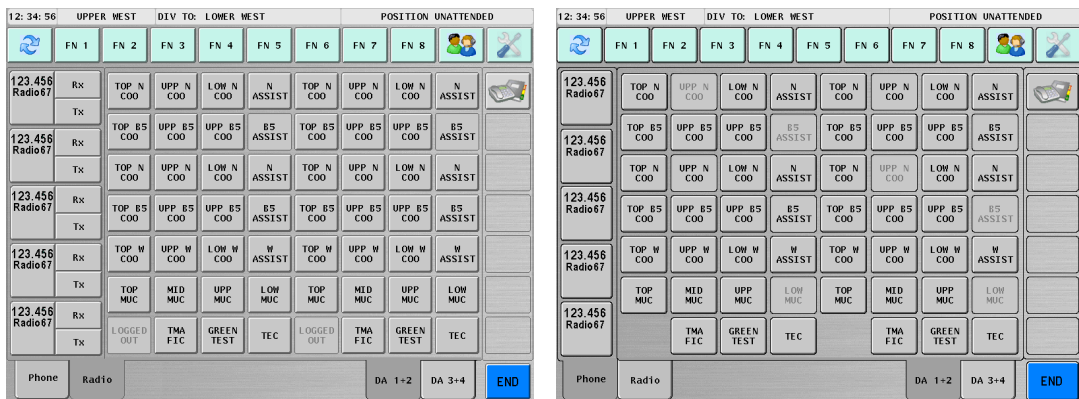 12:34:56 UPPER WEST DIV TO: LOWER WEST POSITION UNATTENDED
FN 1 FN 2 FN 3 FN 4 FN 5 FN 6 FN 7 FN 8
123.456 Rx TOP N UPP N LOW N N TOP N UPP N LOW N N
Radio67 COO COO COO ASSIST COO COO COO ASSIST
Tx
123.456 Rx TOP B5 UPP B5 UPP B5 B5 TOP B5 UPP B5 UPP B5 B5
Radio67 COO COO COO ASSIST COO COO COO ASSIST
Tx TOP N UPP N LOW N N TOP N UPP N LOW N N
COO COO COO ASSIST COO COO COO ASSIST
123.456 Rx TOP B5 UPP B5 UPP B5 B5 TOP B5 UPP B5 UPP B5 B5
Radio67 COO COO COO ASSIST COO COO COO ASSIST
Tx
123.456 Rx TOP W UPP W LOW W W TOP W UPP W LOW W W
Radio67 COO COO COO ASSIST COO COO COO ASSIST
Tx TOP MID UPP LOW TOP MID UPP LOW
MUC MUC MUC MUC MUC MUC MUC MUC
123.456 Rx
Radio67 LOGGED TMA GREEN TEC LOGGED TMA GREEN TEC
Tx OUT FIC TEST OUT FIC TEST
Phone Radio DA 1+2 DA 3+4 END
12:34:56 UPPER WEST DIV TO: LOWER WEST POSITION UNATTENDED
FN 1 FN 2 FN 3 FN 4 FN 5 FN 6 FN 7 FN 8
123.456 TOP N UPP N LOW N N TOP N UPP N LOW N N
Radio67 COO COO COO ASSIST COO COO COO ASSIST
123.456 TOP B5 UPP B5 UPP B5 B5 TOP B5 UPP B5 UPP B5 B5
Radio67 COO COO COO ASSIST COO COO COO ASSIST
TOP N UPP N LOW N N TOP N UPP N LOW N N
COO COO COO ASSIST COO COO COO ASSIST
123.456 TOP B5 UPP B5 UPP B5 B5 TOP B5 UPP B5 UPP B5 B5
Radio67 COO COO COO ASSIST COO COO COO ASSIST
123.456 TOP W UPP W LOW W W TOP W UPP W LOW W W
Radio67 COO COO COO ASSIST COO COO COO ASSIST
TOP MID UPP LOW TOP MID UPP LOW
MUC MUC MUC MUC MUC MUC MUC MUC
123.456 TMA GREEN TEC TMA GREEN TEC
Radio67 FIC TEST FIC TEST
Phone Radio DA 1+2 DA 3+4 END